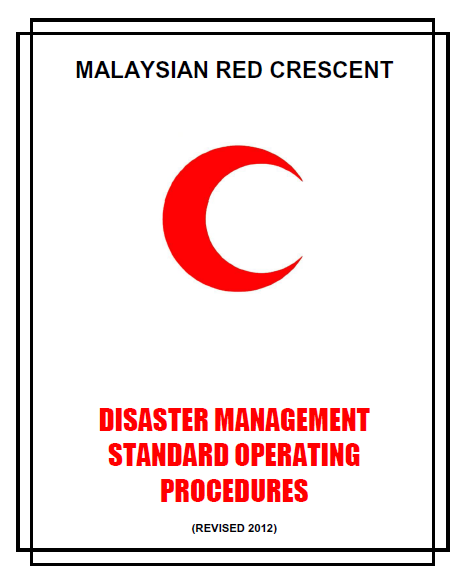 MALAYSIAN RED CRESCENT
DISASTER MANAGEMENT
STANDARD OPERATING
PROCEDURES
(REVISED 2012)